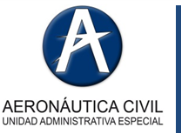 A
AERONÁUTICA CIVIL
UNIDAD ADMINISTRATIVA ESPECIAL